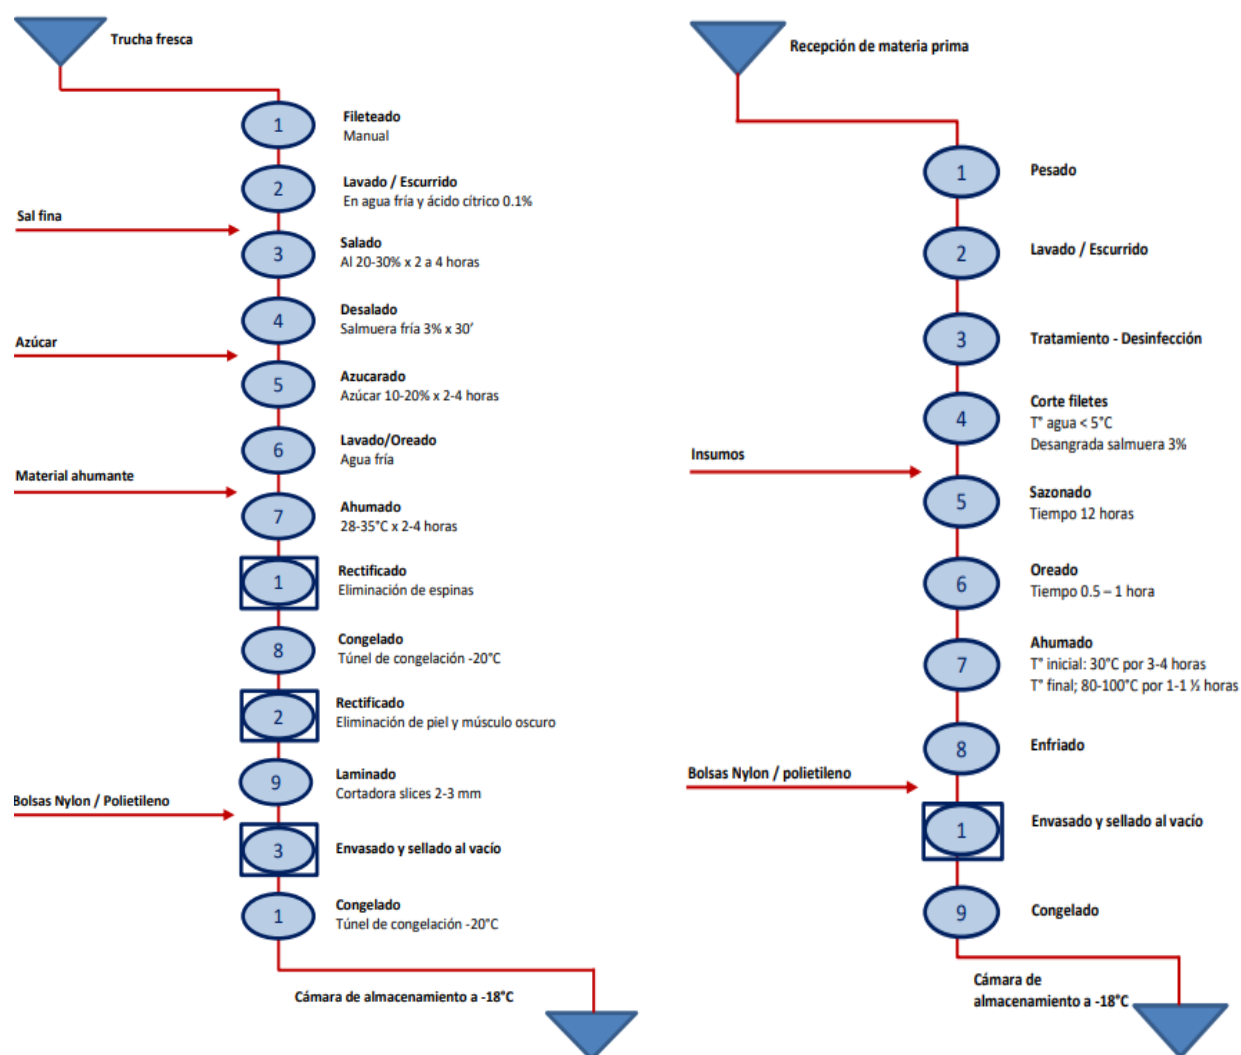 Trucha fresca
1
Fileteado
Manual
2
Lavado / Escurrido
En agua fría y ácido cítrico 0.1%
Sal fina
3
Salado
Al 20-30% x 2 a 4 horas
4
Desalado
Salmuera fría 3% x 30’
Azúcar
5
Azucarado
Azúcar 10-20% x 2-4 horas
6
Lavado/Oreado
Agua fría
Material ahumante
7
Ahumado
28-35°C x 2-4 horas
1
Rectificado
Eliminación de espinas
8
Congelado
Túnel de congelación -20°C
2
Rectificado
Eliminación de piel y músculo oscuro
9
Laminado
Cortadora slices 2-3 mm
Bolsas Nylon / Polietileno
3
Envasado y sellado al vacío
1
Congelado
Túnel de congelación -20°C
Cámara de almacenamiento a -18°C
Recepción de materia prima
1
Pesado
2
Lavado / Escurrido
3
Tratamiento - Desinfección
4
Corte filetes
T° agua < 5°C
Desangrada salmuera 3%
Insumos
5
Sazonado
Tiempo 12 horas
6
Oreado
Tiempo 0.5 – 1 hora
7
Ahumado
T° inicial: 30°C por 3-4 horas
T° final; 80-100°C por 1-1 ½ horas
8
Enfriado
Bolsas Nylon / polietileno
1
Envasado y sellado al vacío
9
Congelado
Cámara de
almacenamiento a -18°C